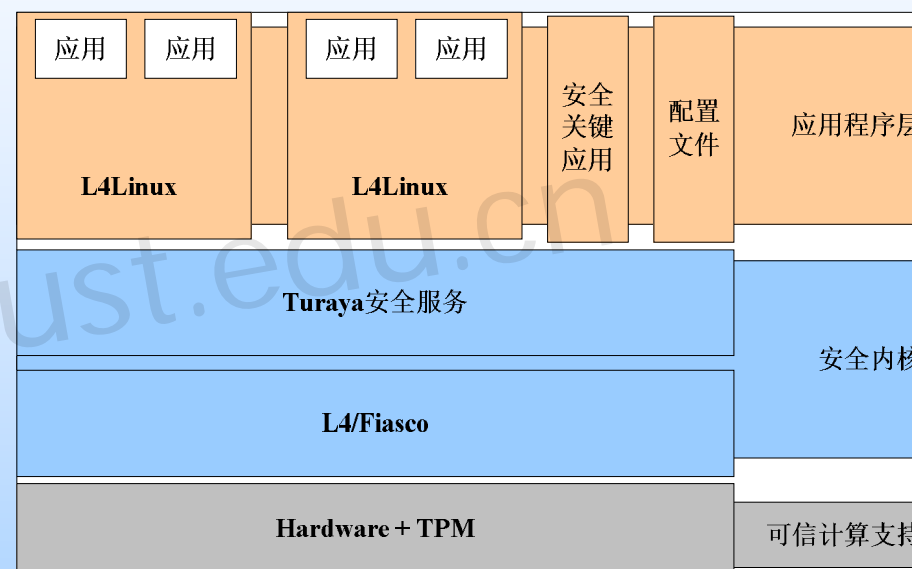 应用 应用 应用 应用
安全
关键
应用
配置
文件
应用程序层
L4Linux L4Linux
ust.edu.cn
Turaya安全服务
安全内核
L4/Fiasco
Hardware＋TPM
可信计算支持